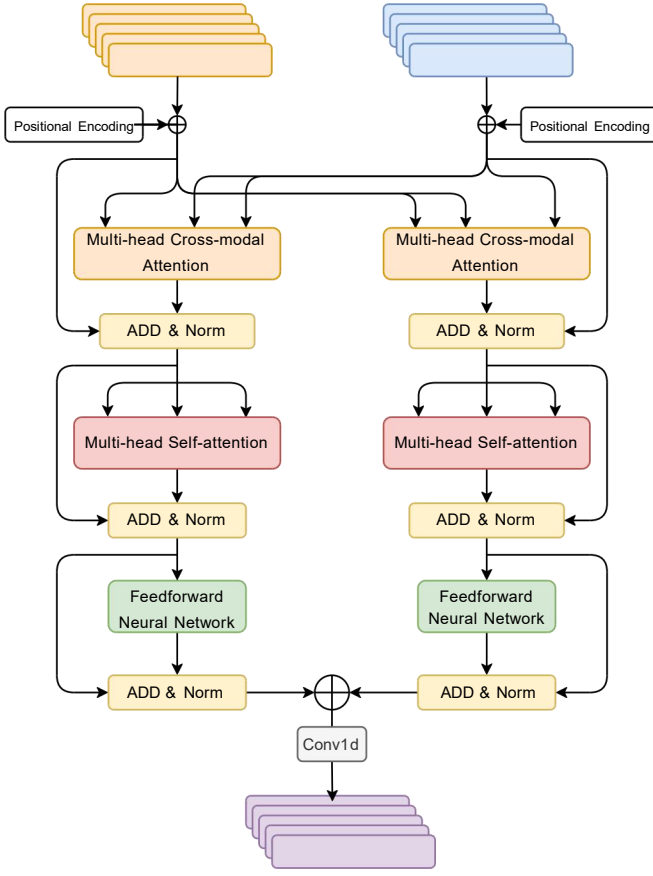 Positional Encoding
Positional Encoding
Multi-head Cross-modal
Attention
Multi-head Cross-modal
Attention
ADD & Norm
ADD & Norm
Multi-head Self-attention
Multi-head Self-attention
ADD & Norm
ADD & Norm
Feedforward
Neural Network
Feedforward
Neural Network
ADD & Norm
ADD & Norm
Conv1d